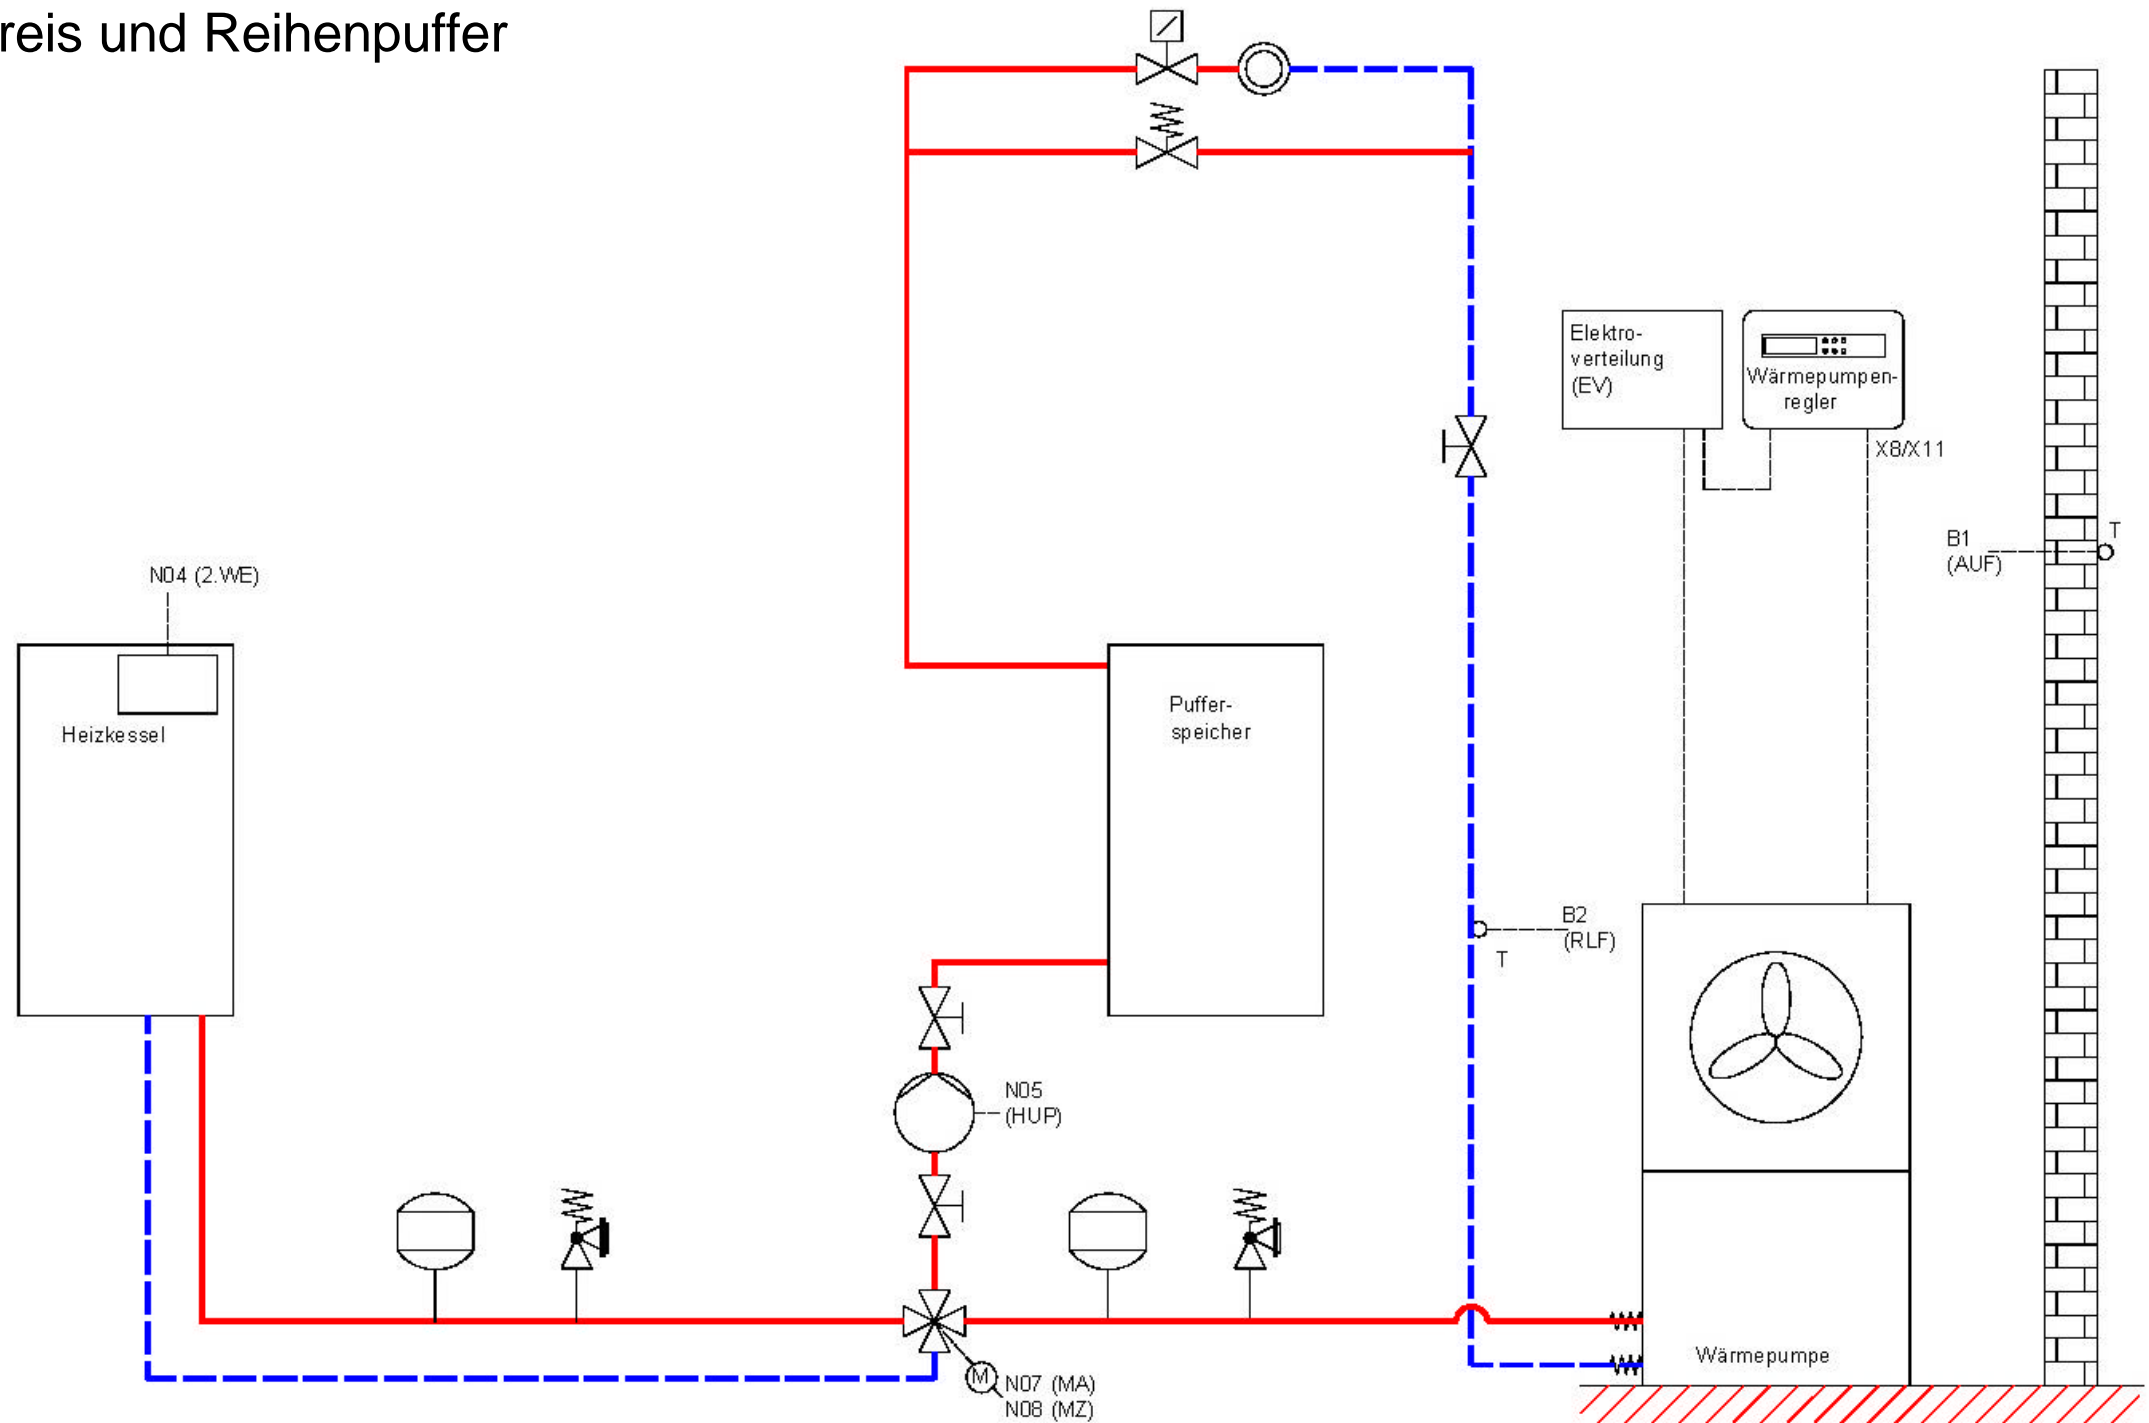 reis und Reihenpuffer
Elektro-
verteilung
(EV)
Wärmepumpen-
regler
X8/X11
B1
(AUF)
T
N04 (2.WE)
Heizkessel
Puffer-
speicher
B2
(RLF)
T
N05
(HUP)
Wärmepumpe
M
N07 (MA)
N08 (MZ)